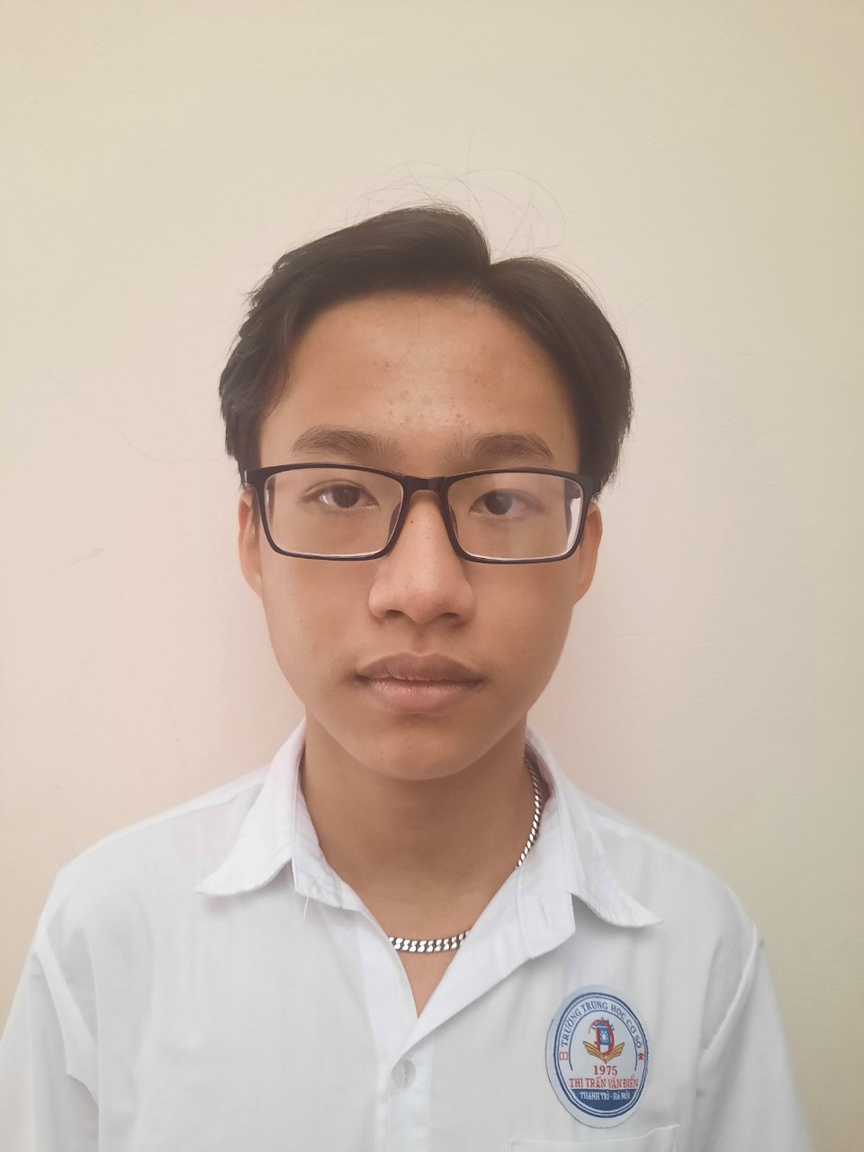 TRƯỜNG TRUNG HỌC CƠ SỞ
1975
THỊ TRẤN VĂN ĐIỂN
THANH TRÌ - HÀ NỘI